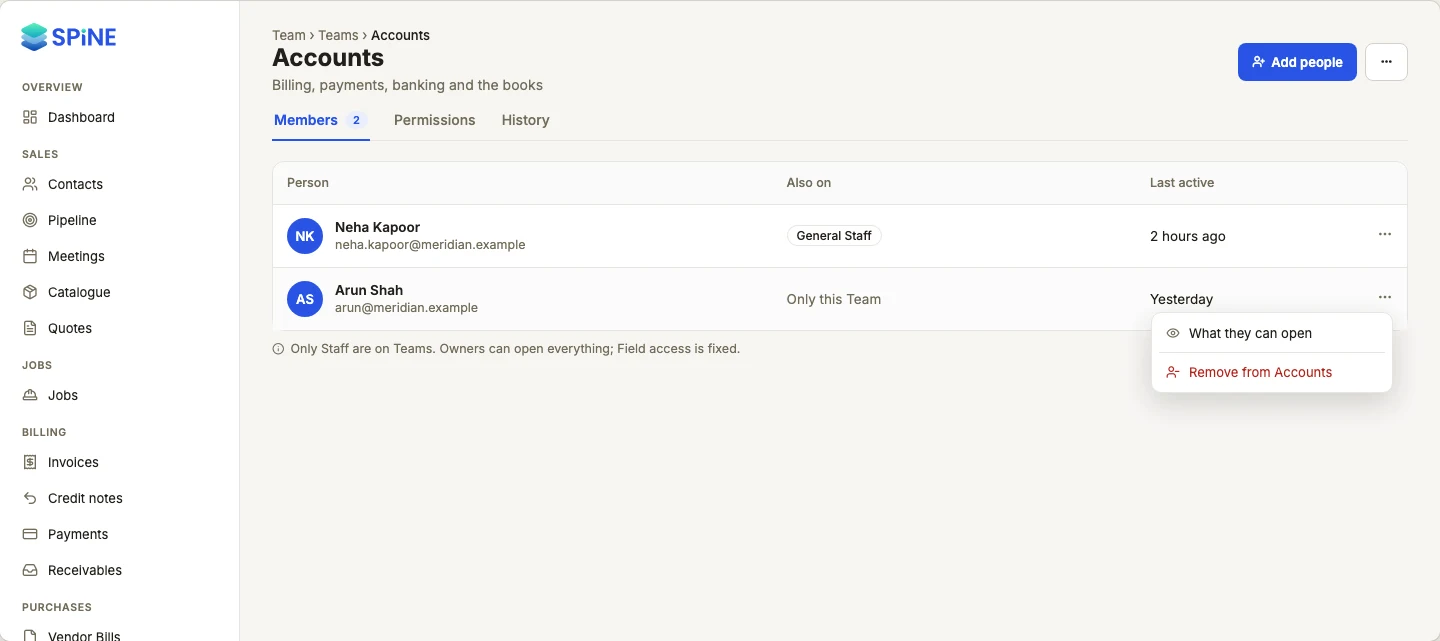 SPiNE
OVERVIEW
Dashboard
SALES
Contacts
Pipeline
Meetings
Catalogue
Quotes
JOBS
Jobs
BILLING
Invoices
Credit notes
Payments
Receivables
PURCHASES
Vendor Bills
Team › Teams › Accounts
Accounts
Billing, payments, banking and the books
Add people
Members 2 Permissions History
Person Also on Last active
NK Neha Kapoor General Staff 2 hours ago
neha.kapoor@meridian.example
AS Arun Shah Only this Team Yesterday
arun@meridian.example
What they can open
Remove from Accounts
Only Staff are on Teams. Owners can open everything; Field access is fixed.